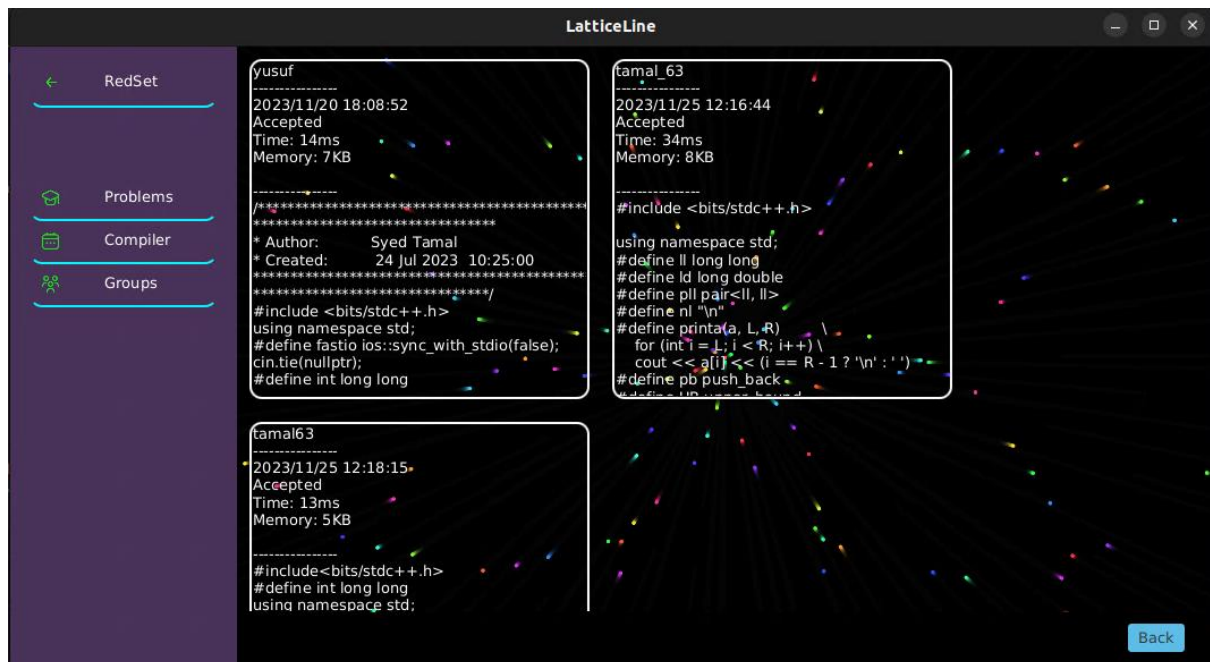 LatticeLine
RedSet
Problems
Compiler
Groups
yusuf
-----------------
2023/11/20 18:08:52
Accepted
Time: 14ms
Memory: 7KB
-----------------
/********************************************
********************************
* Author: Syed Tamal
* Created: 24 Jul 2023 10:25:00
********************************************
*******************************/
#include <bits/stdc++.h>
using namespace std;
#define fastio ios::sync_with_stdio(false);
cin.tie(nullptr);
#define int long long
tamal_63
-----------------
2023/11/25 12:16:44
Accepted
Time: 34ms
Memory: 8KB
-----------------
#include <bits/stdc++.h>
using namespace std;
#define ll long long
#define ld long double
#define pll pair<ll, ll>
#define nl "\n"
#define printa(a, L, R) \
for (int i = L; i < R; i++) \
cout << a[i] << (i == R - 1 ? '\n' : ' ')
#define pb push_back
#define UB upper_bound
tamal63
-----------------
2023/11/25 12:18:15
Accepted
Time: 13ms
Memory: 5KB
-----------------
#include<bits/stdc++.h>
#define int long long
using namespace std;
Back